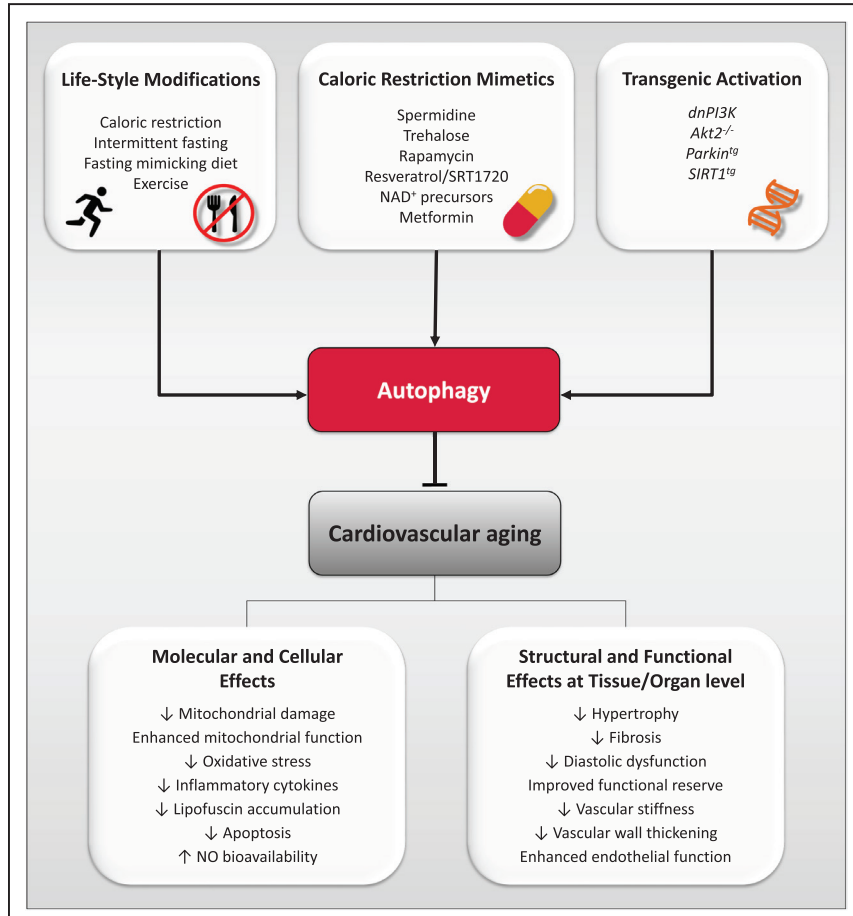 Life-Style Modifications
Caloric restriction
Intermittent fasting
Fasting mimicking diet
Exercise
Caloric Restriction Mimetics
Spermidine
Trehalose
Rapamycin
Resveratrol/SRT1720
NAD⁺ precursors
Metformin
Transgenic Activation
dnPI3K
Akt2⁻/⁻
Parkinᵗᵍ
SIRT1ᵗᵍ
Autophagy
Cardiovascular aging
Molecular and Cellular
Effects
↓ Mitochondrial damage
Enhanced mitochondrial function
↓ Oxidative stress
↓ Inflammatory cytokines
↓ Lipofuscin accumulation
↓ Apoptosis
↑ NO bioavailability
Structural and Functional
Effects at Tissue/Organ level
↓ Hypertrophy
↓ Fibrosis
↓ Diastolic dysfunction
Improved functional reserve
↓ Vascular stiffness
↓ Vascular wall thickening
Enhanced endothelial function